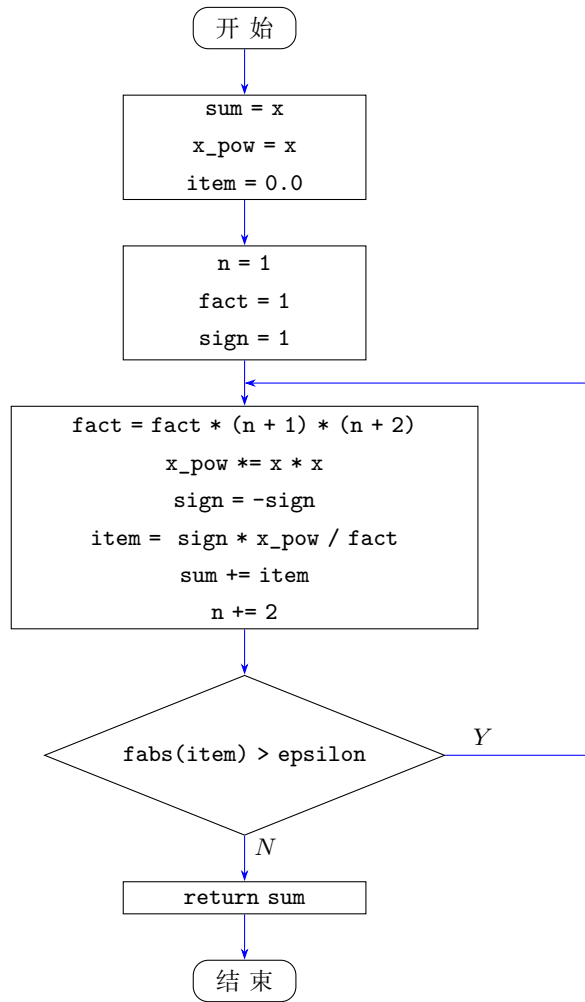 开 始
sum = x
x_pow = x
item = 0.0
n = 1
fact = 1
sign = 1
fact = fact * (n + 1) * (n + 2)
x_pow *= x * x
sign = -sign
item = sign * x_pow / fact
sum += item
n += 2
fabs(item) > epsilon
Y
N
return sum
结 束